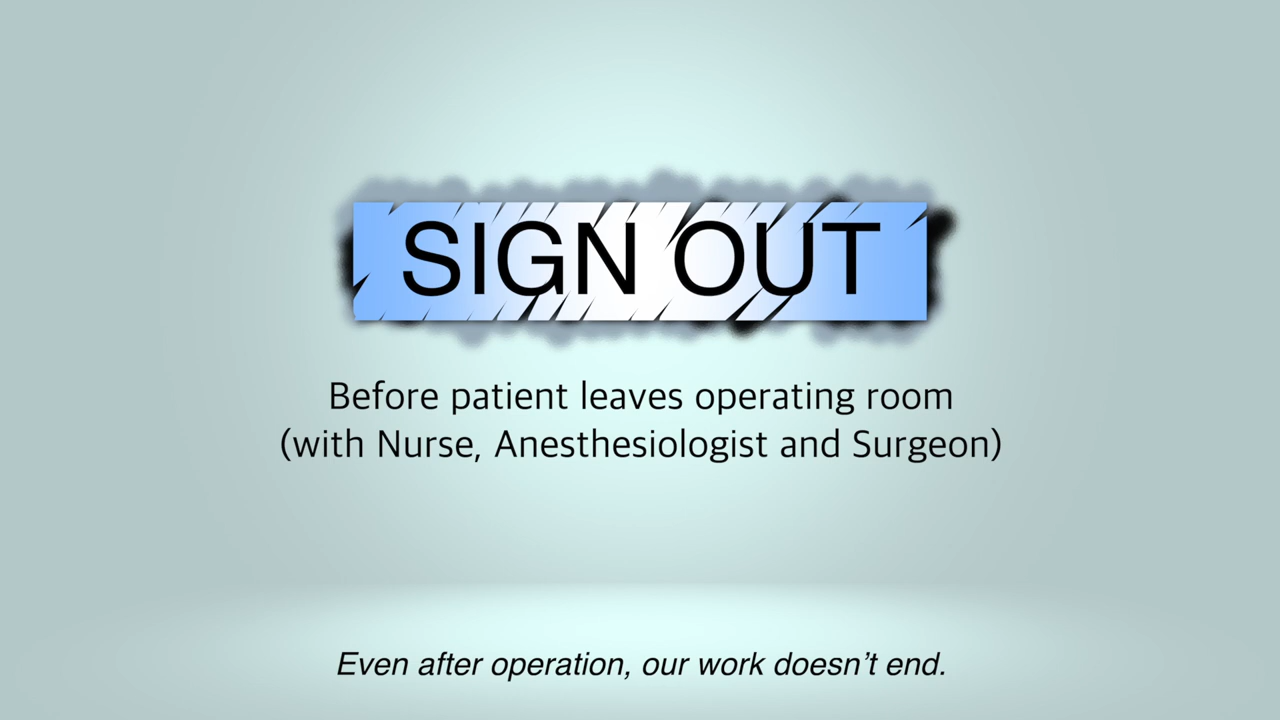 SIGN OUT
Before patient leaves operating room
(with Nurse, Anesthesiologist and Surgeon)
Even after operation, our work doesn’t end.